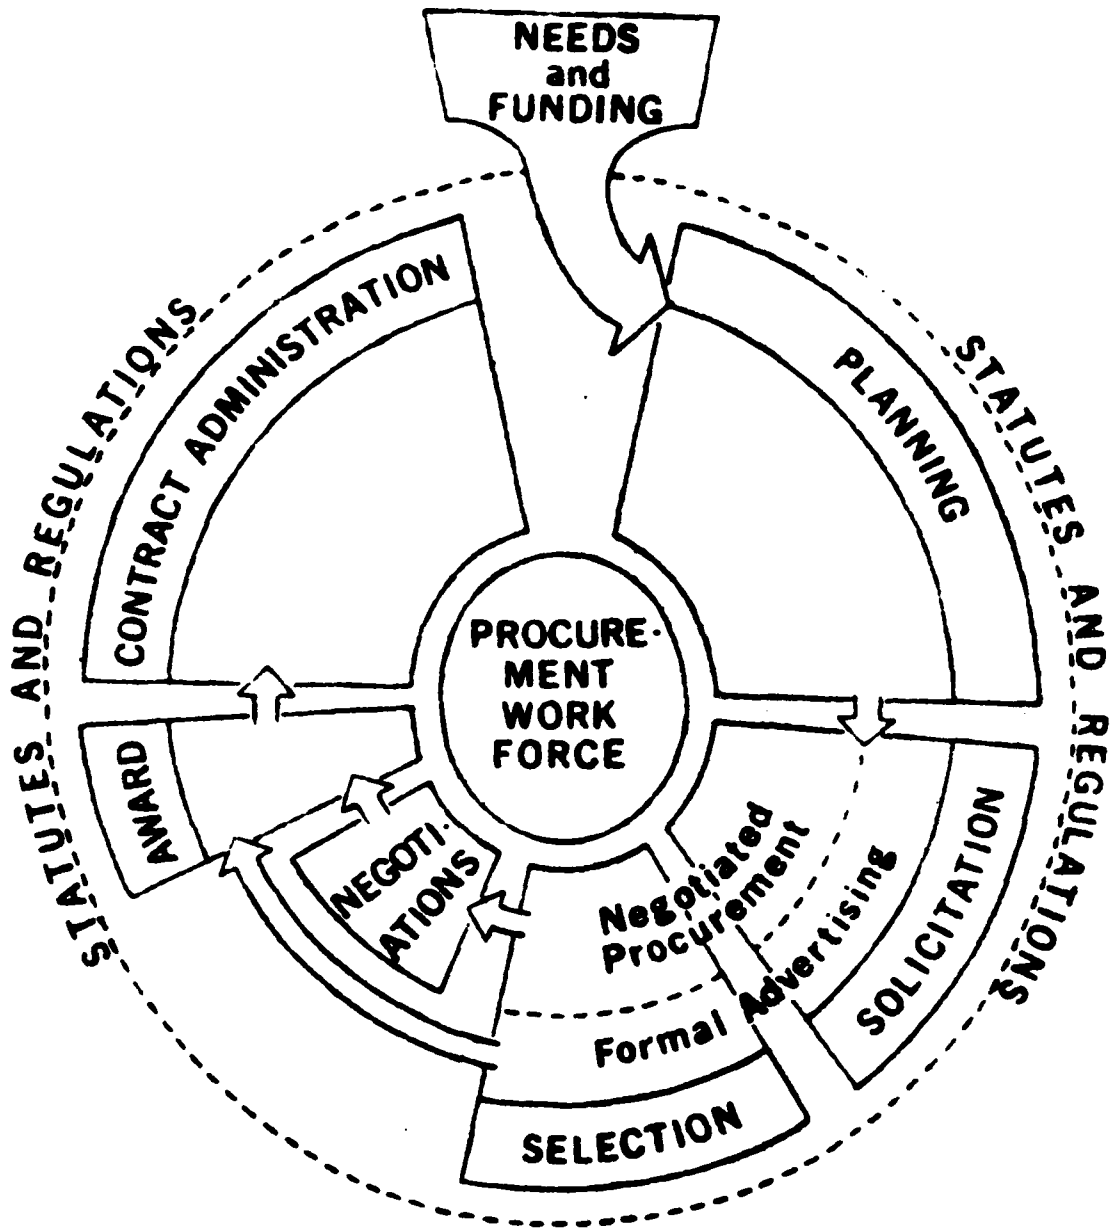 NEEDS
and
FUNDING
STATUTES AND REGULATIONS
STATUTES AND REGULATIONS
CONTRACT ADMINISTRATION
PLANNING
PROCURE-
MENT
WORK
FORCE
AWARD
NEGOTI-
ATIONS
Negotiated
Procurement
Formal Advertising
SOLICITATION
SELECTION